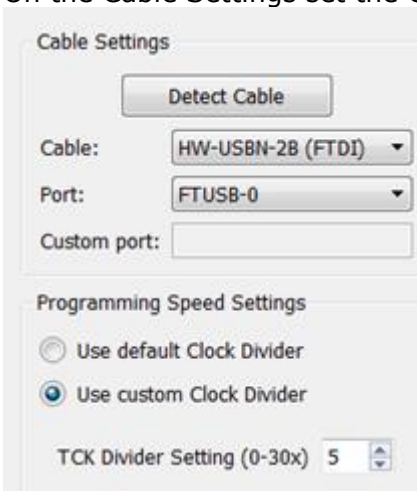 Cable Settings
Detect Cable
Cable: HW-USBN-2B (FTDI)
Port: FTUSB-0
Custom port:
Programming Speed Settings
Use default Clock Divider
Use custom Clock Divider
TCK Divider Setting (0-30x) 5